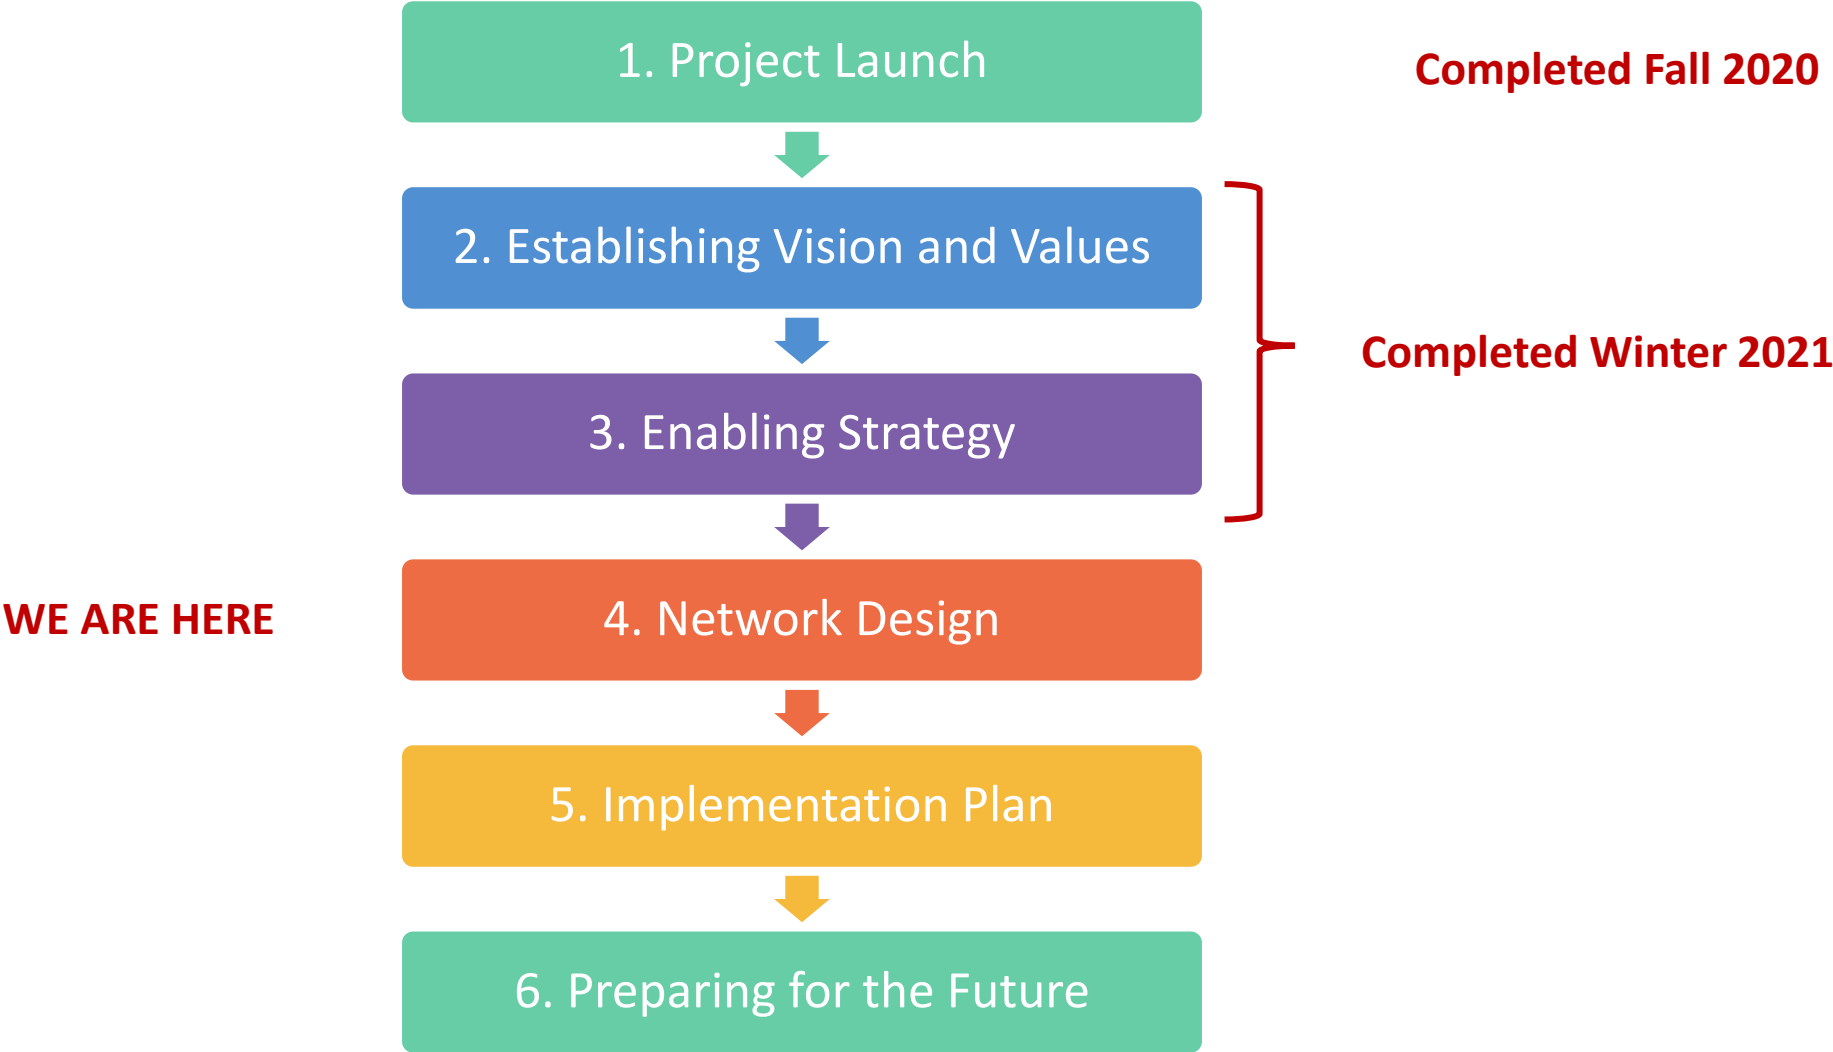 1. Project Launch
Completed Fall 2020
2. Establishing Vision and Values
Completed Winter 2021
3. Enabling Strategy
WE ARE HERE
4. Network Design
5. Implementation Plan
6. Preparing for the Future